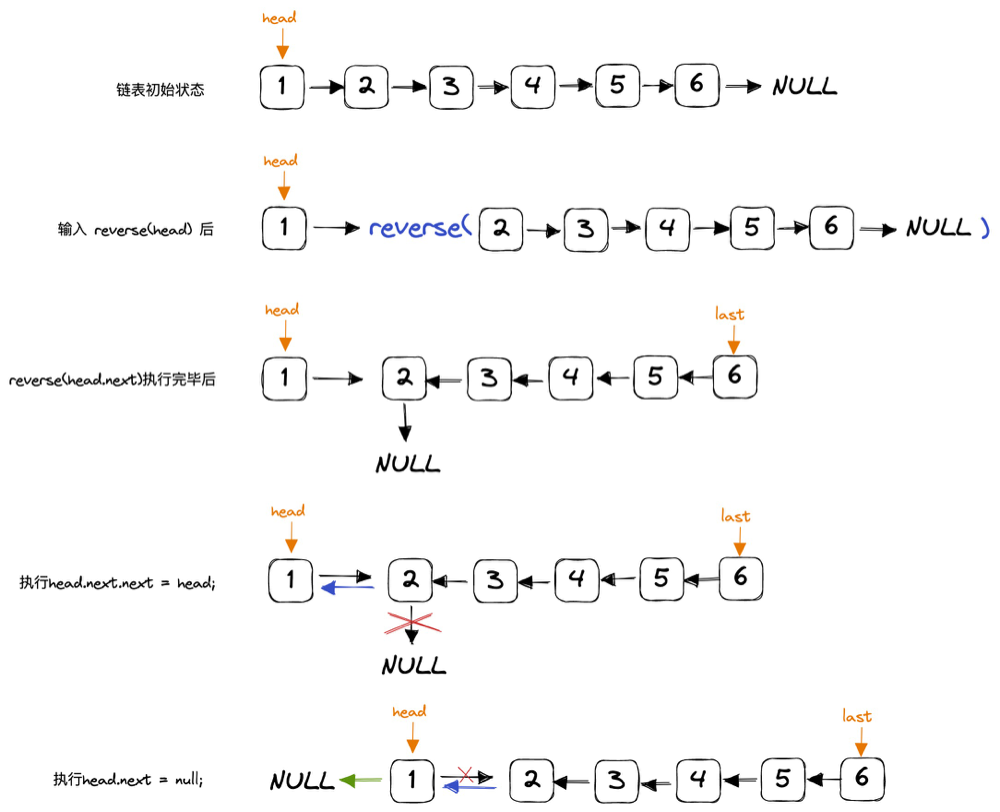 head
链表初始状态 1 2 3 4 5 6 NULL
head
输入 reverse(head) 后 1 reverse( 2 3 4 5 6 NULL )
head last
reverse(head.next)执行完毕后 1 2 3 4 5 6
NULL
head last
执行head.next.next = head; 1 2 3 4 5 6
NULL
head last
执行head.next = null; NULL 1 2 3 4 5 6